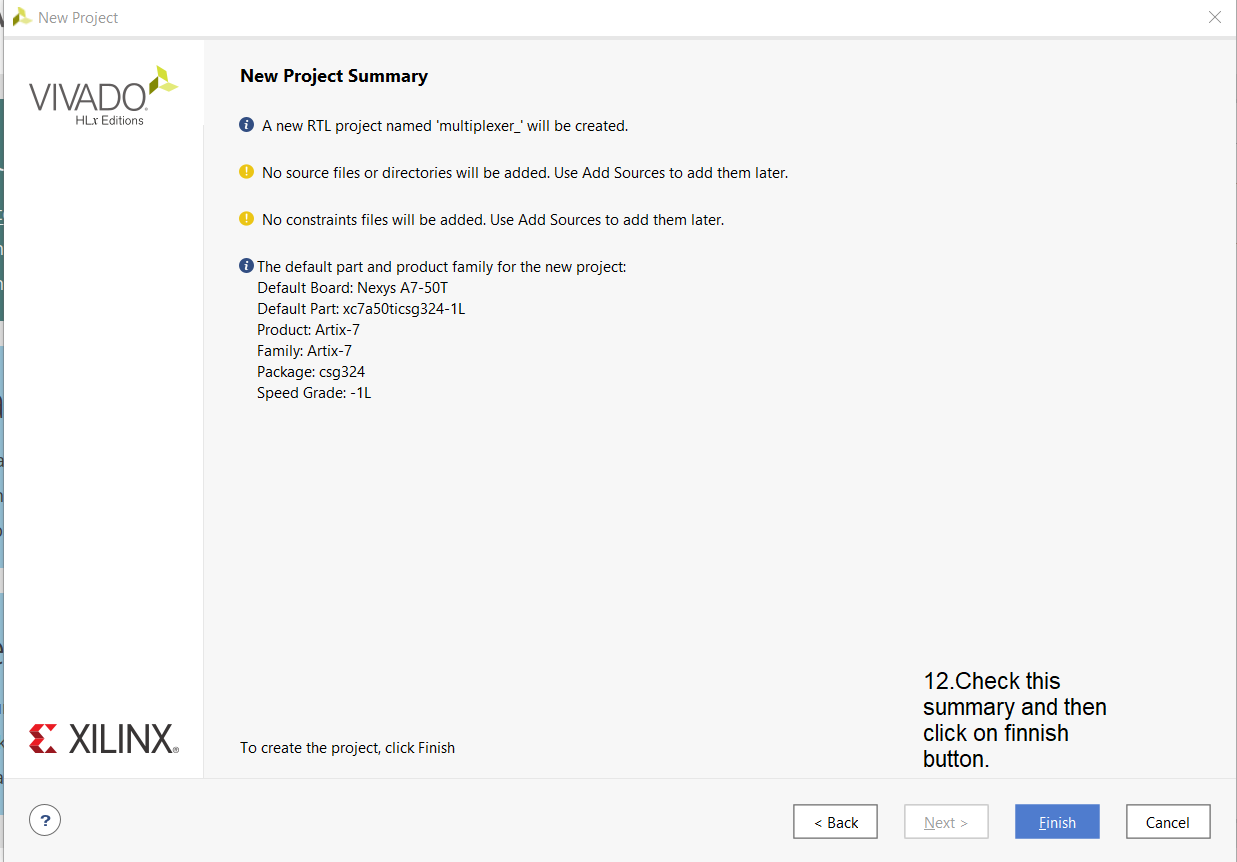 New Project
VIVADO
HLx Editions
New Project Summary
A new RTL project named 'multiplexer_' will be created.
No source files or directories will be added. Use Add Sources to add them later.
No constraints files will be added. Use Add Sources to add them later.
The default part and product family for the new project:
Default Board: Nexys A7-50T
Default Part: xc7a50ticsg324-1L
Product: Artix-7
Family: Artix-7
Package: csg324
Speed Grade: -1L
12.Check this
summary and then
click on finnish
button.
XILINX®
To create the project, click Finish
?
< Back
Next >
Finish
Cancel